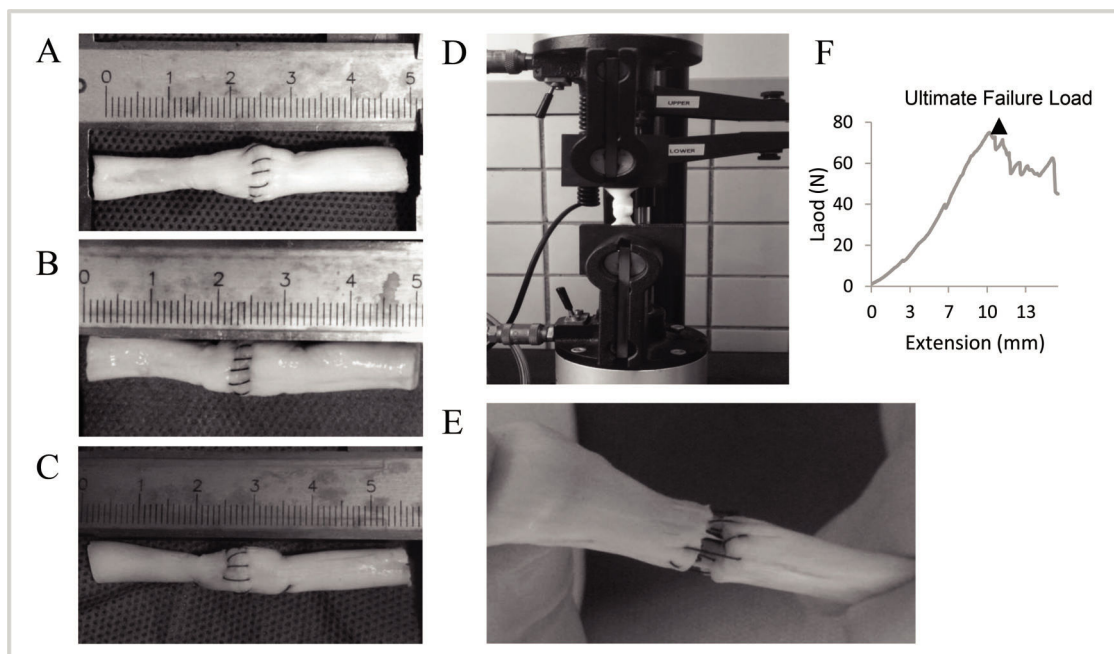 A
0 1 2 3 4 5
B
0 1 2 3 4 5
C
0 1 2 3 4 5
D
UPPER
LOWER
E
F
Ultimate Failure Load
80
60
40
20
0
Laod (N)
0 3 7 10 13
Extension (mm)